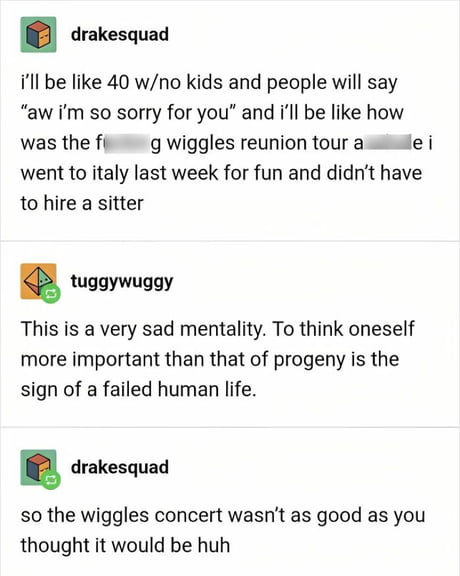 drakesquad
i'll be like 40 w/no kids and people will say
“aw i'm so sorry for you” and i'll be like how
was the f g wiggles reunion tour a e i
went to italy last week for fun and didn't have
to hire a sitter
tuggywuggy
This is a very sad mentality. To think oneself
more important than that of progeny is the
sign of a failed human life.
drakesquad
so the wiggles concert wasn't as good as you
thought it would be huh